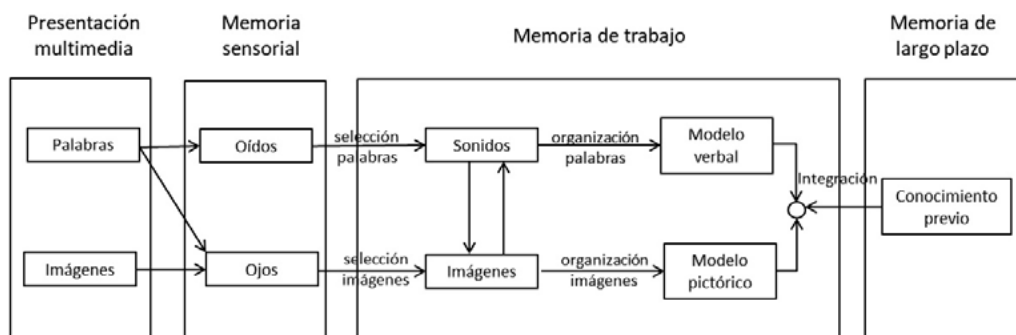 Presentación
multimedia
Memoria
sensorial
Memoria de trabajo
Memoria de
largo plazo
Palabras
Oídos
selección
palabras
Sonidos
organización
palabras
Modelo
verbal
Integración
Conocimiento
previo
Imágenes
Ojos
selección
imágenes
Imágenes
organización
imágenes
Modelo
pictórico